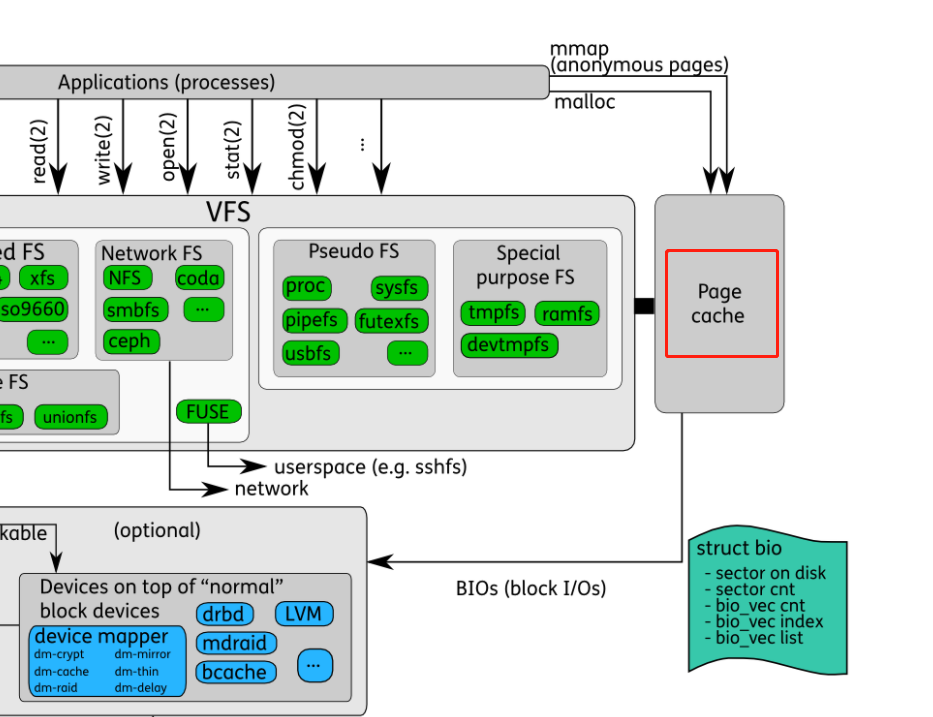 mmap
(anonymous pages)
malloc
Applications (processes)
read(2)
write(2)
open(2)
stat(2)
chmod(2)
...
VFS
ed FS
xfs
so9660
...
Network FS
NFS
coda
smbfs
...
ceph
Pseudo FS
proc
sysfs
pipefs
futexfs
usbfs
...
Special
purpose FS
tmpfs
ramfs
devtmpfs
Page
cache
e FS
fs
unionfs
FUSE
userspace (e.g. sshfs)
network
kable
(optional)
BIOs (block I/Os)
struct bio
- sector on disk
- sector cnt
- bio_vec cnt
- bio_vec index
- bio_vec list
Devices on top of “normal”
block devices
drbd
LVM
device mapper
dm-crypt
dm-mirror
dm-cache
dm-thin
dm-raid
dm-delay
mdraid
bcache
...